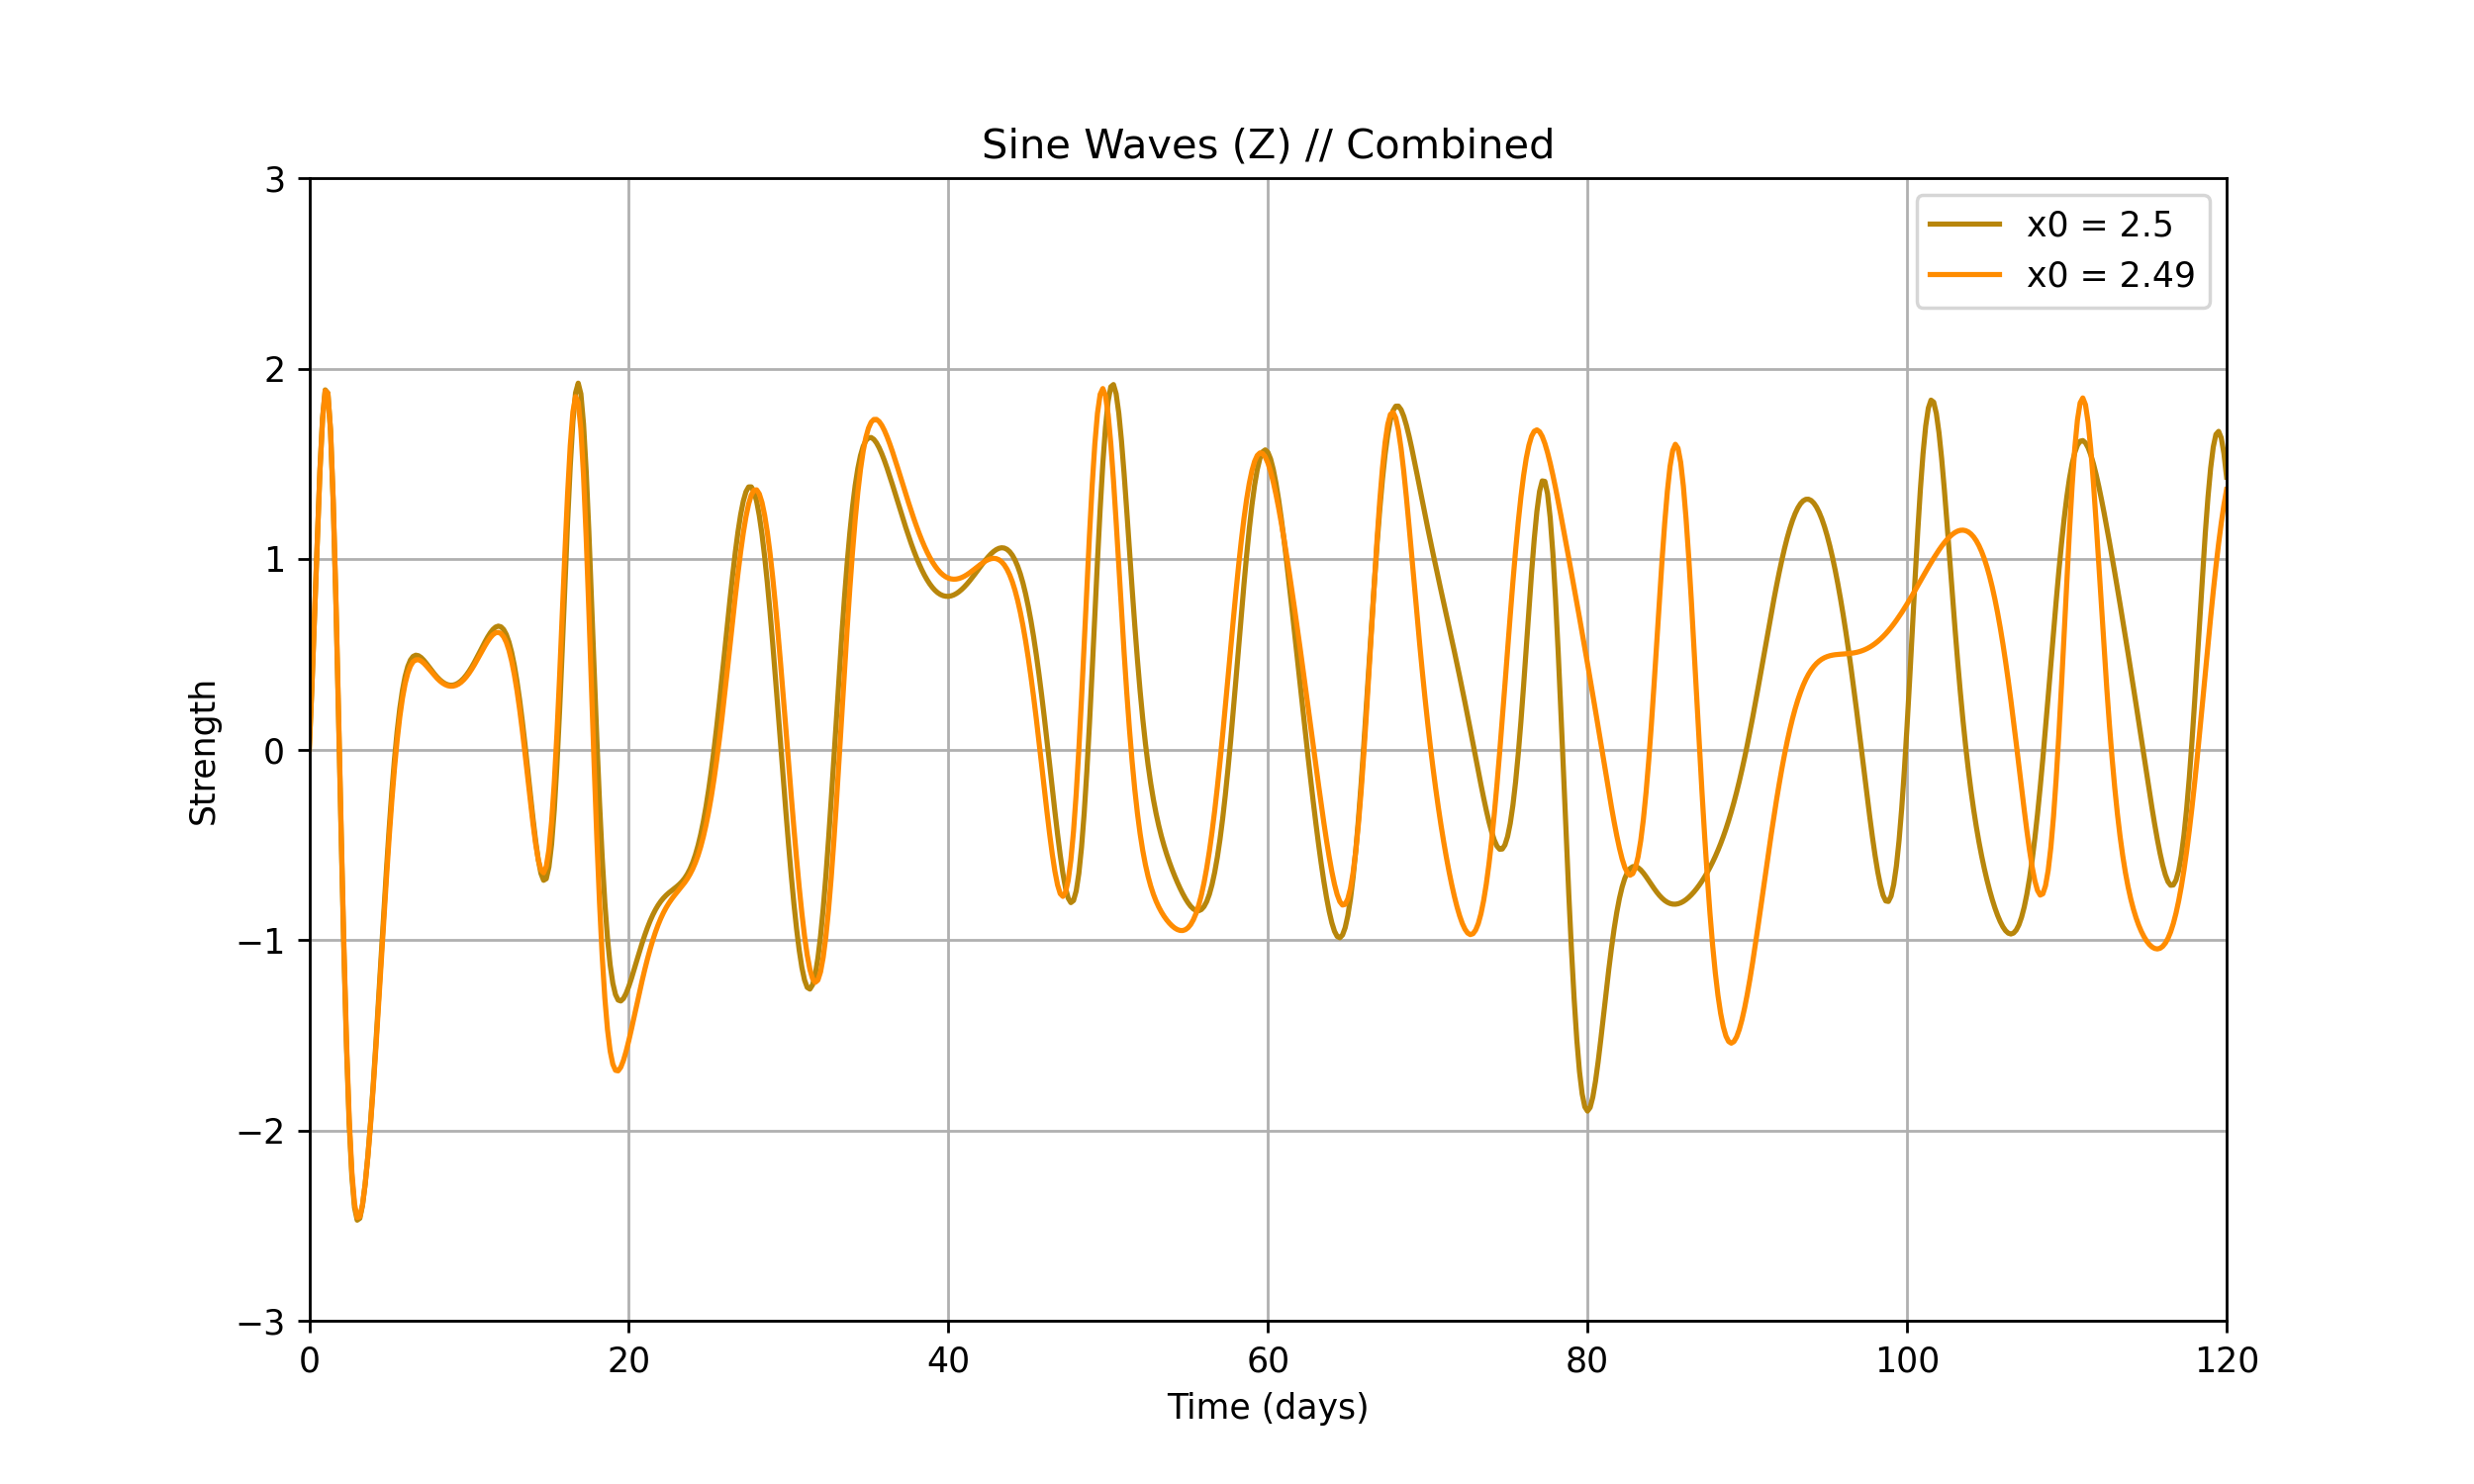 Sine Waves (Z) // Combined
x0 = 2.5
x0 = 2.49
Strength
3
2
1
0
−1
−2
−3
0 20 40 60 80 100 120
Time (days)